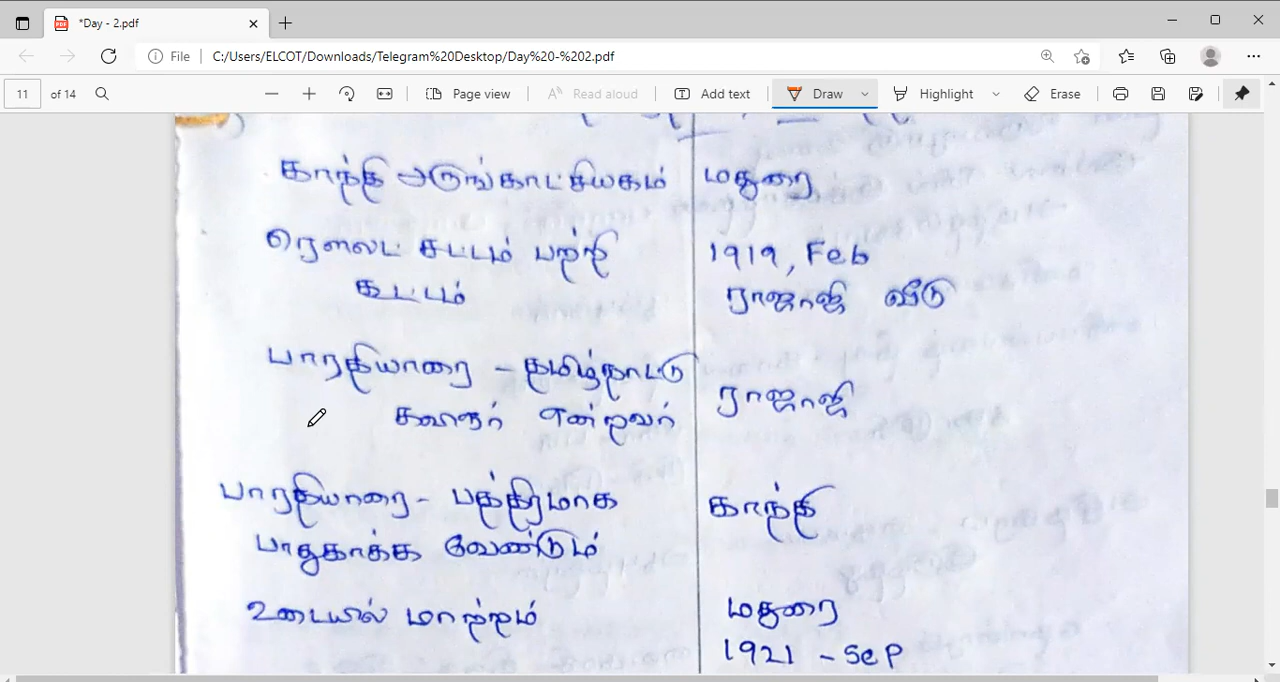 *Day - 2.pdf
File C:/Users/ELCOT/Downloads/Telegram%20Desktop/Day%20-%202.pdf
11 of 14 Page view Read aloud Add text Draw Highlight Erase
காந்தி அருங்காட்சியகம் மதுரை
ரௌலட் சட்டம் பற்றி 1919, Feb
கூட்டம் ராஜாஜி வீடு
பாரதியாரை - தமிழ்நாட்டு
கவிஞர் என்றவர் ராஜாஜி
பாரதியாரை - பத்திரமாக காந்தி
பாதுகாக்க வேண்டும்
உடையில் மாற்றம் மதுரை
1921 - Sep